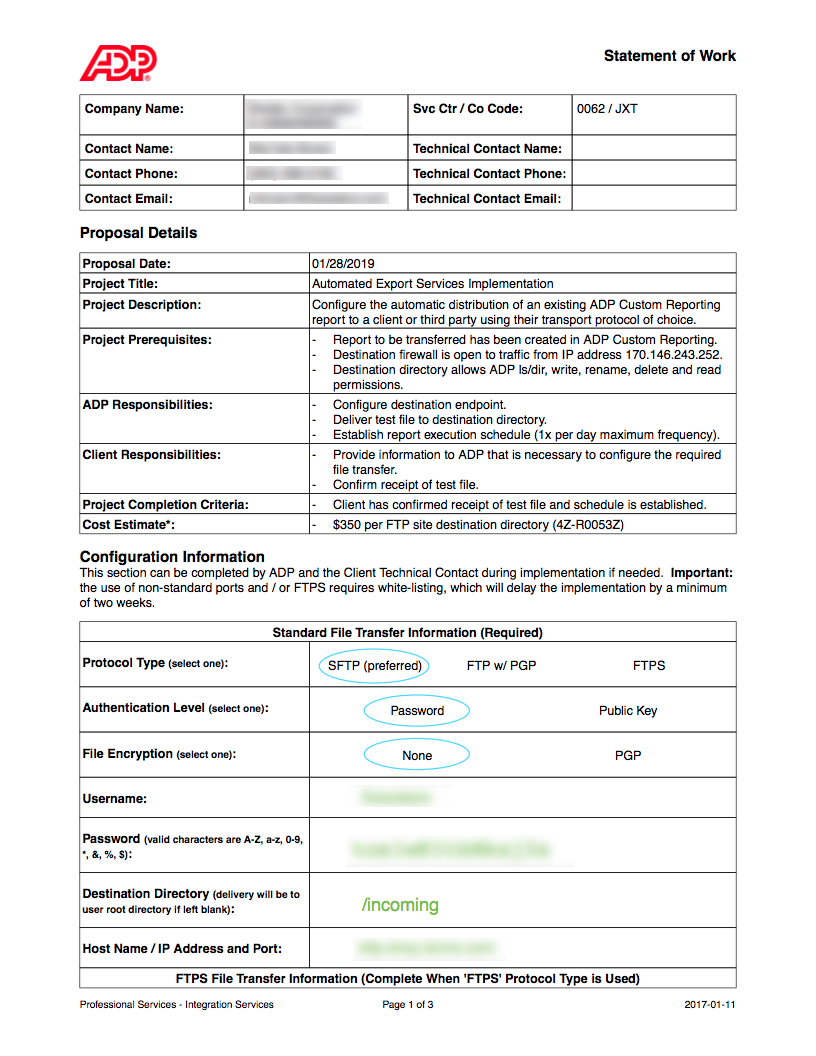 ADP
Statement of Work
Company Name: Svc Ctr / Co Code: 0062 / JXT
Contact Name: Technical Contact Name:
Contact Phone: Technical Contact Phone:
Contact Email: Technical Contact Email:
Proposal Details
Proposal Date: 01/28/2019
Project Title: Automated Export Services Implementation
Project Description: Configure the automatic distribution of an existing ADP Custom Reporting
report to a client or third party using their transport protocol of choice.
Project Prerequisites: - Report to be transferred has been created in ADP Custom Reporting.
- Destination firewall is open to traffic from IP address 170.146.243.252.
- Destination directory allows ADP ls/dir, write, rename, delete and read
permissions.
ADP Responsibilities: - Configure destination endpoint.
- Deliver test file to destination directory.
- Establish report execution schedule (1x per day maximum frequency).
Client Responsibilities: - Provide information to ADP that is necessary to configure the required
file transfer.
- Confirm receipt of test file.
Project Completion Criteria: - Client has confirmed receipt of test file and schedule is established.
Cost Estimate*: - $350 per FTP site destination directory (4Z-R0053Z)
Configuration Information
This section can be completed by ADP and the Client Technical Contact during implementation if needed. Important:
the use of non-standard ports and / or FTPS requires white-listing, which will delay the implementation by a minimum
of two weeks.
Standard File Transfer Information (Required)
Protocol Type (select one): SFTP (preferred) FTP w/ PGP FTPS
Authentication Level (select one): Password Public Key
File Encryption (select one): None PGP
Username:
Password (valid characters are A-Z, a-z, 0-9,
*, &, %, $):
Destination Directory (delivery will be to
user root directory if left blank): /incoming
Host Name / IP Address and Port:
FTPS File Transfer Information (Complete When 'FTPS' Protocol Type is Used)
Professional Services - Integration Services Page 1 of 3 2017-01-11